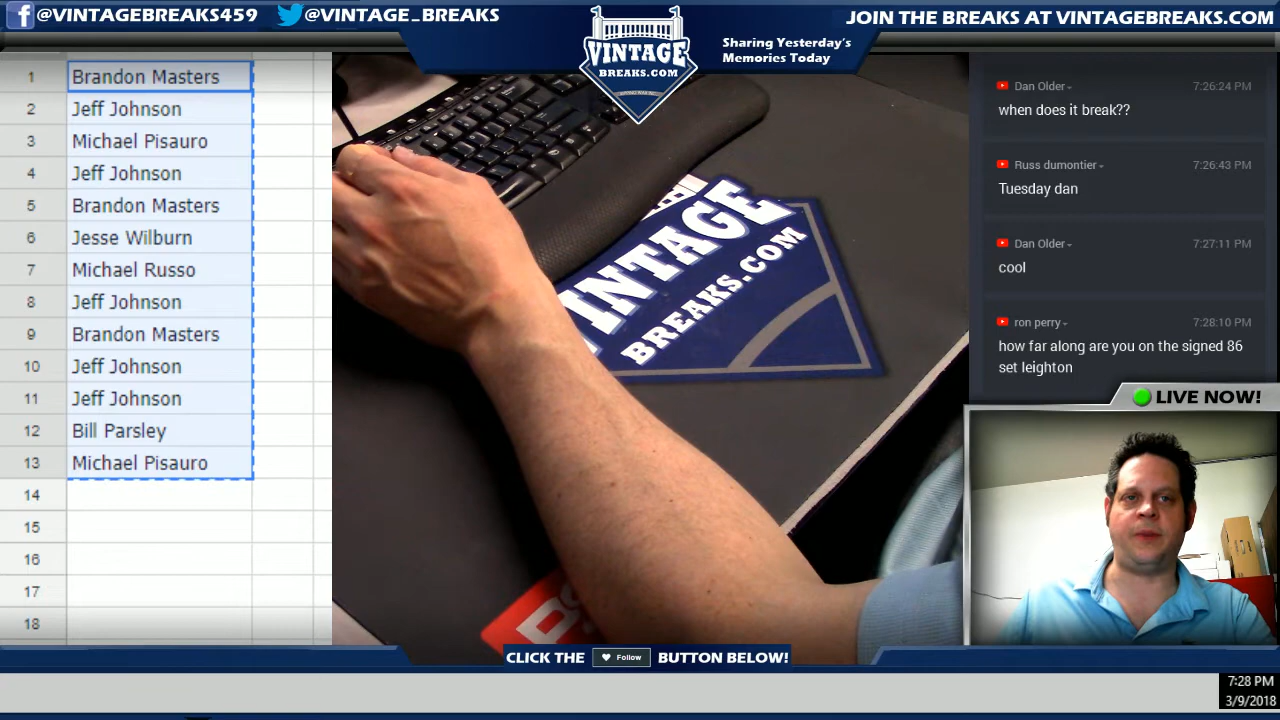 @VINTAGEBREAKS459
@VINTAGE_BREAKS
VINTAGE
BREAKS.COM
Sharing Yesterday's
Memories Today
JOIN THE BREAKS AT VINTAGEBREAKS.COM
1 Brandon Masters
2 Jeff Johnson
3 Michael Pisauro
4 Jeff Johnson
5 Brandon Masters
6 Jesse Wilburn
7 Michael Russo
8 Jeff Johnson
9 Brandon Masters
10 Jeff Johnson
11 Jeff Johnson
12 Bill Parsley
13 Michael Pisauro
14
15
16
17
18
VINTAGE
BREAKS.COM
Dan Older 7:26:24 PM
when does it break??
Russ dumontier 7:26:43 PM
Tuesday dan
Dan Older 7:27:11 PM
cool
ron perry 7:28:10 PM
how far along are you on the signed 86
set leighton
LIVE NOW!
CLICK THE Follow BUTTON BELOW!
7:28 PM
3/9/2018